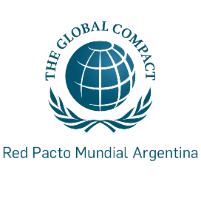 THE GLOBAL COMPACT
Red Pacto Mundial Argentina